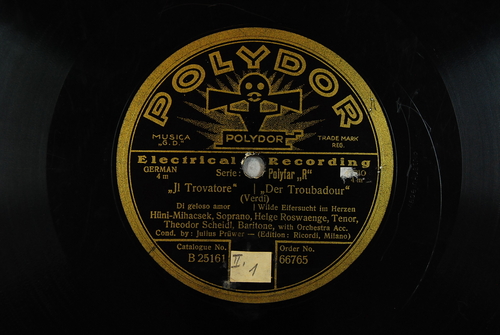 POLYDOR
POLYDOR
MUSICA
„G.D.“
TRADE MARK
REG.
Electrical Recording
GERMAN
4 m
Serie: Polyfar „R“
„Il Trovatore“ | „Der Troubadour“
(Verdi)
Di geloso amor | Wilde Eifersucht im Herzen
Hüni-Mihacsek, Soprano, Helge Roswaenge, Tenor,
Theodor Scheidl, Baritone, with Orchestra Acc.
Cond. by: Julius Prüwer — (Edition: Ricordi, Milano)
Catalogue No. Order No.
B 25161 66765
II, 1